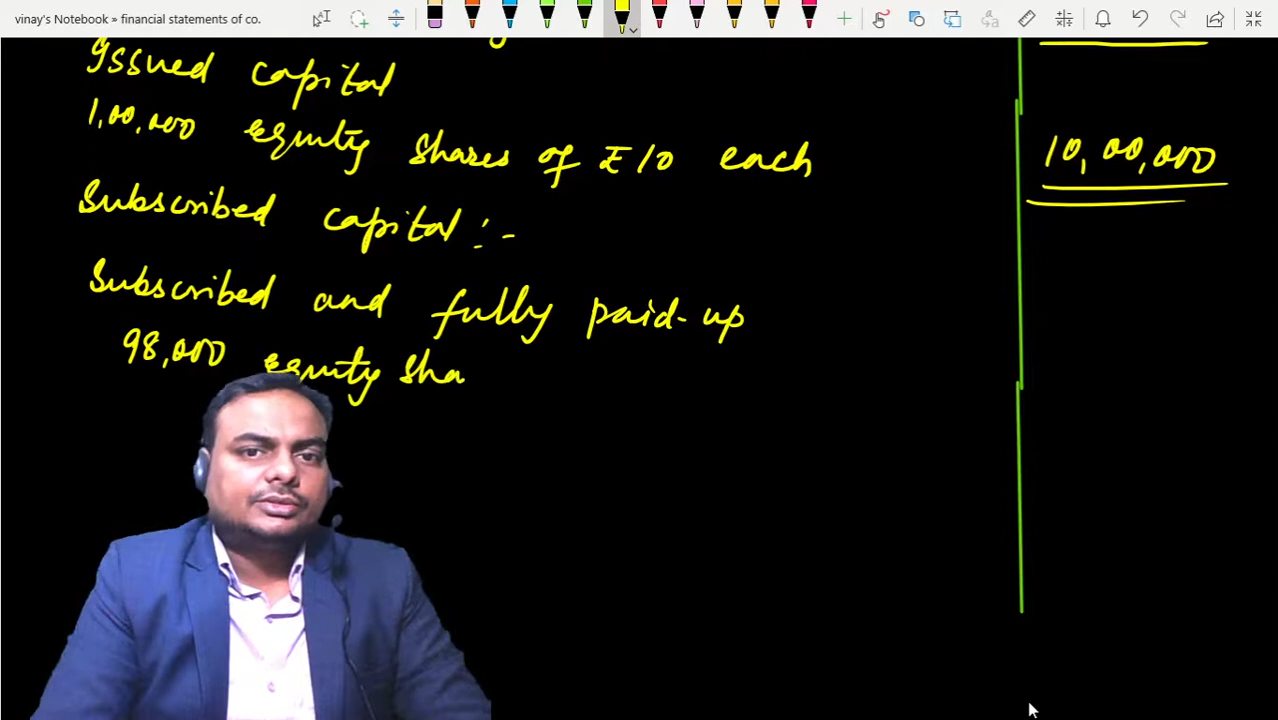 vinay's Notebook » financial statements of co.
Issued capital
1,00,000 equity shares of ₹10 each 10,00,000
Subscribed capital :-
Subscribed and fully paid-up
98,000 equity Sha